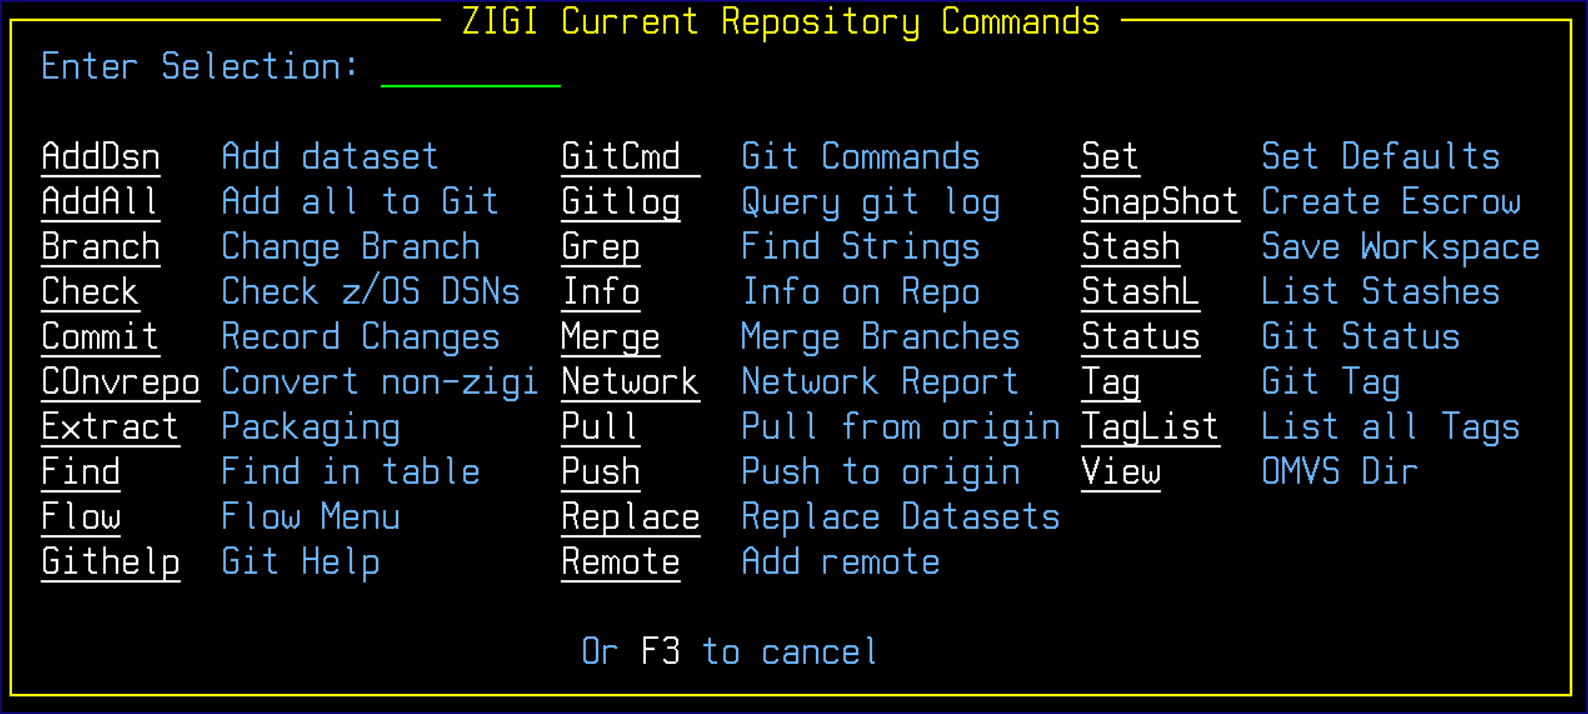 ZIGI Current Repository Commands
Enter Selection:
AddDsn Add dataset GitCmd Git Commands Set Set Defaults
AddAll Add all to Git Gitlog Query git log SnapShot Create Escrow
Branch Change Branch Grep Find Strings Stash Save Workspace
Check Check z/OS DSNs Info Info on Repo StashL List Stashes
Commit Record Changes Merge Merge Branches Status Git Status
COnvrepo Convert non-zigi Network Network Report Tag Git Tag
Extract Packaging Pull Pull from origin TagList List all Tags
Find Find in table Push Push to origin View OMVS Dir
Flow Flow Menu Replace Replace Datasets
Githelp Git Help Remote Add remote
Or F3 to cancel